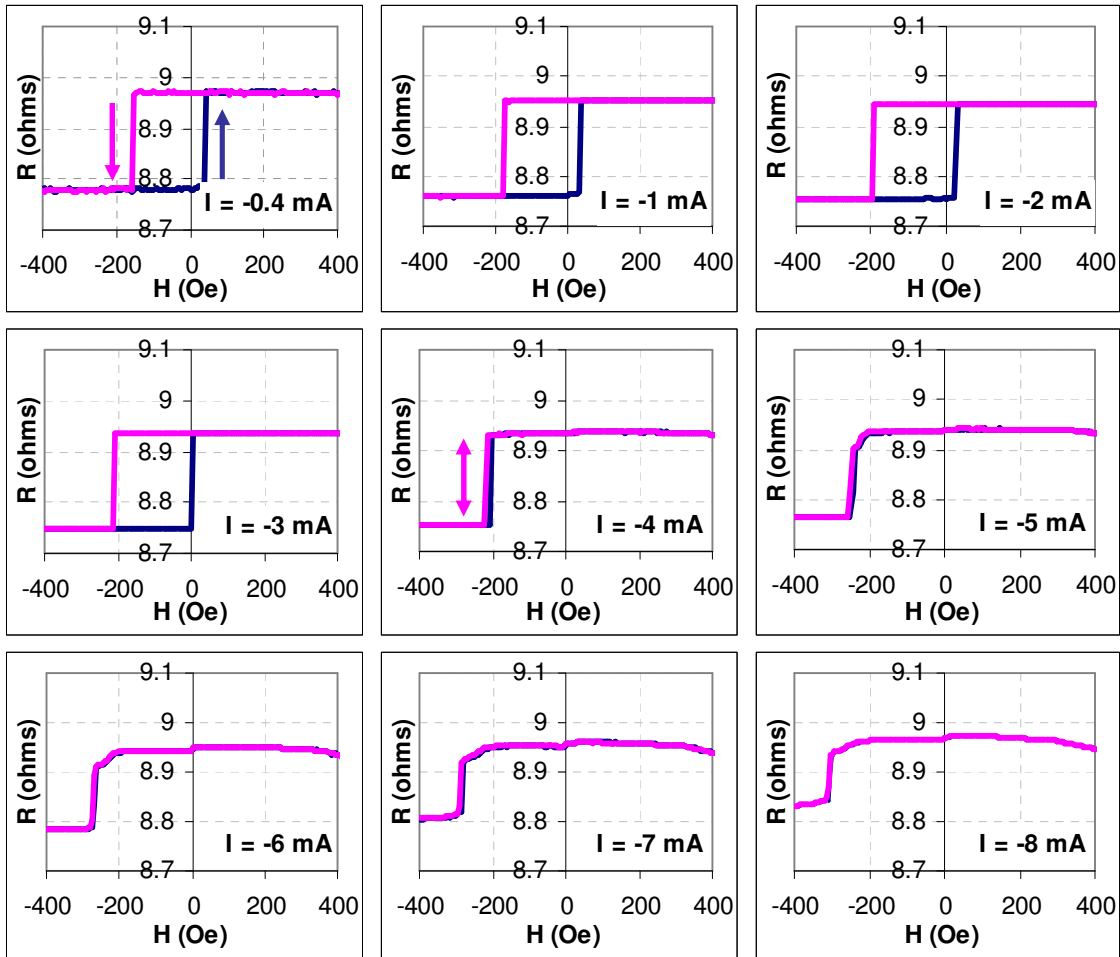 9.1
9
8.9
8.8
8.7
R (ohms)
I = -0.4 mA
-400 -200 0 200 400
H (Oe)
9.1
9
8.9
8.8
8.7
R (ohms)
I = -1 mA
-400 -200 0 200 400
H (Oe)
9.1
9
8.9
8.8
8.7
R (ohms)
I = -2 mA
-400 -200 0 200 400
H (Oe)
9.1
9
8.9
8.8
8.7
R (ohms)
I = -3 mA
-400 -200 0 200 400
H (Oe)
9.1
9
8.9
8.8
8.7
R (ohms)
I = -4 mA
-400 -200 0 200 400
H (Oe)
9.1
9
8.9
8.8
8.7
R (ohms)
I = -5 mA
-400 -200 0 200 400
H (Oe)
9.1
9
8.9
8.8
8.7
R (ohms)
I = -6 mA
-400 -200 0 200 400
H (Oe)
9.1
9
8.9
8.8
8.7
R (ohms)
I = -7 mA
-400 -200 0 200 400
H (Oe)
9.1
9
8.9
8.8
8.7
R (ohms)
I = -8 mA
-400 -200 0 200 400
H (Oe)